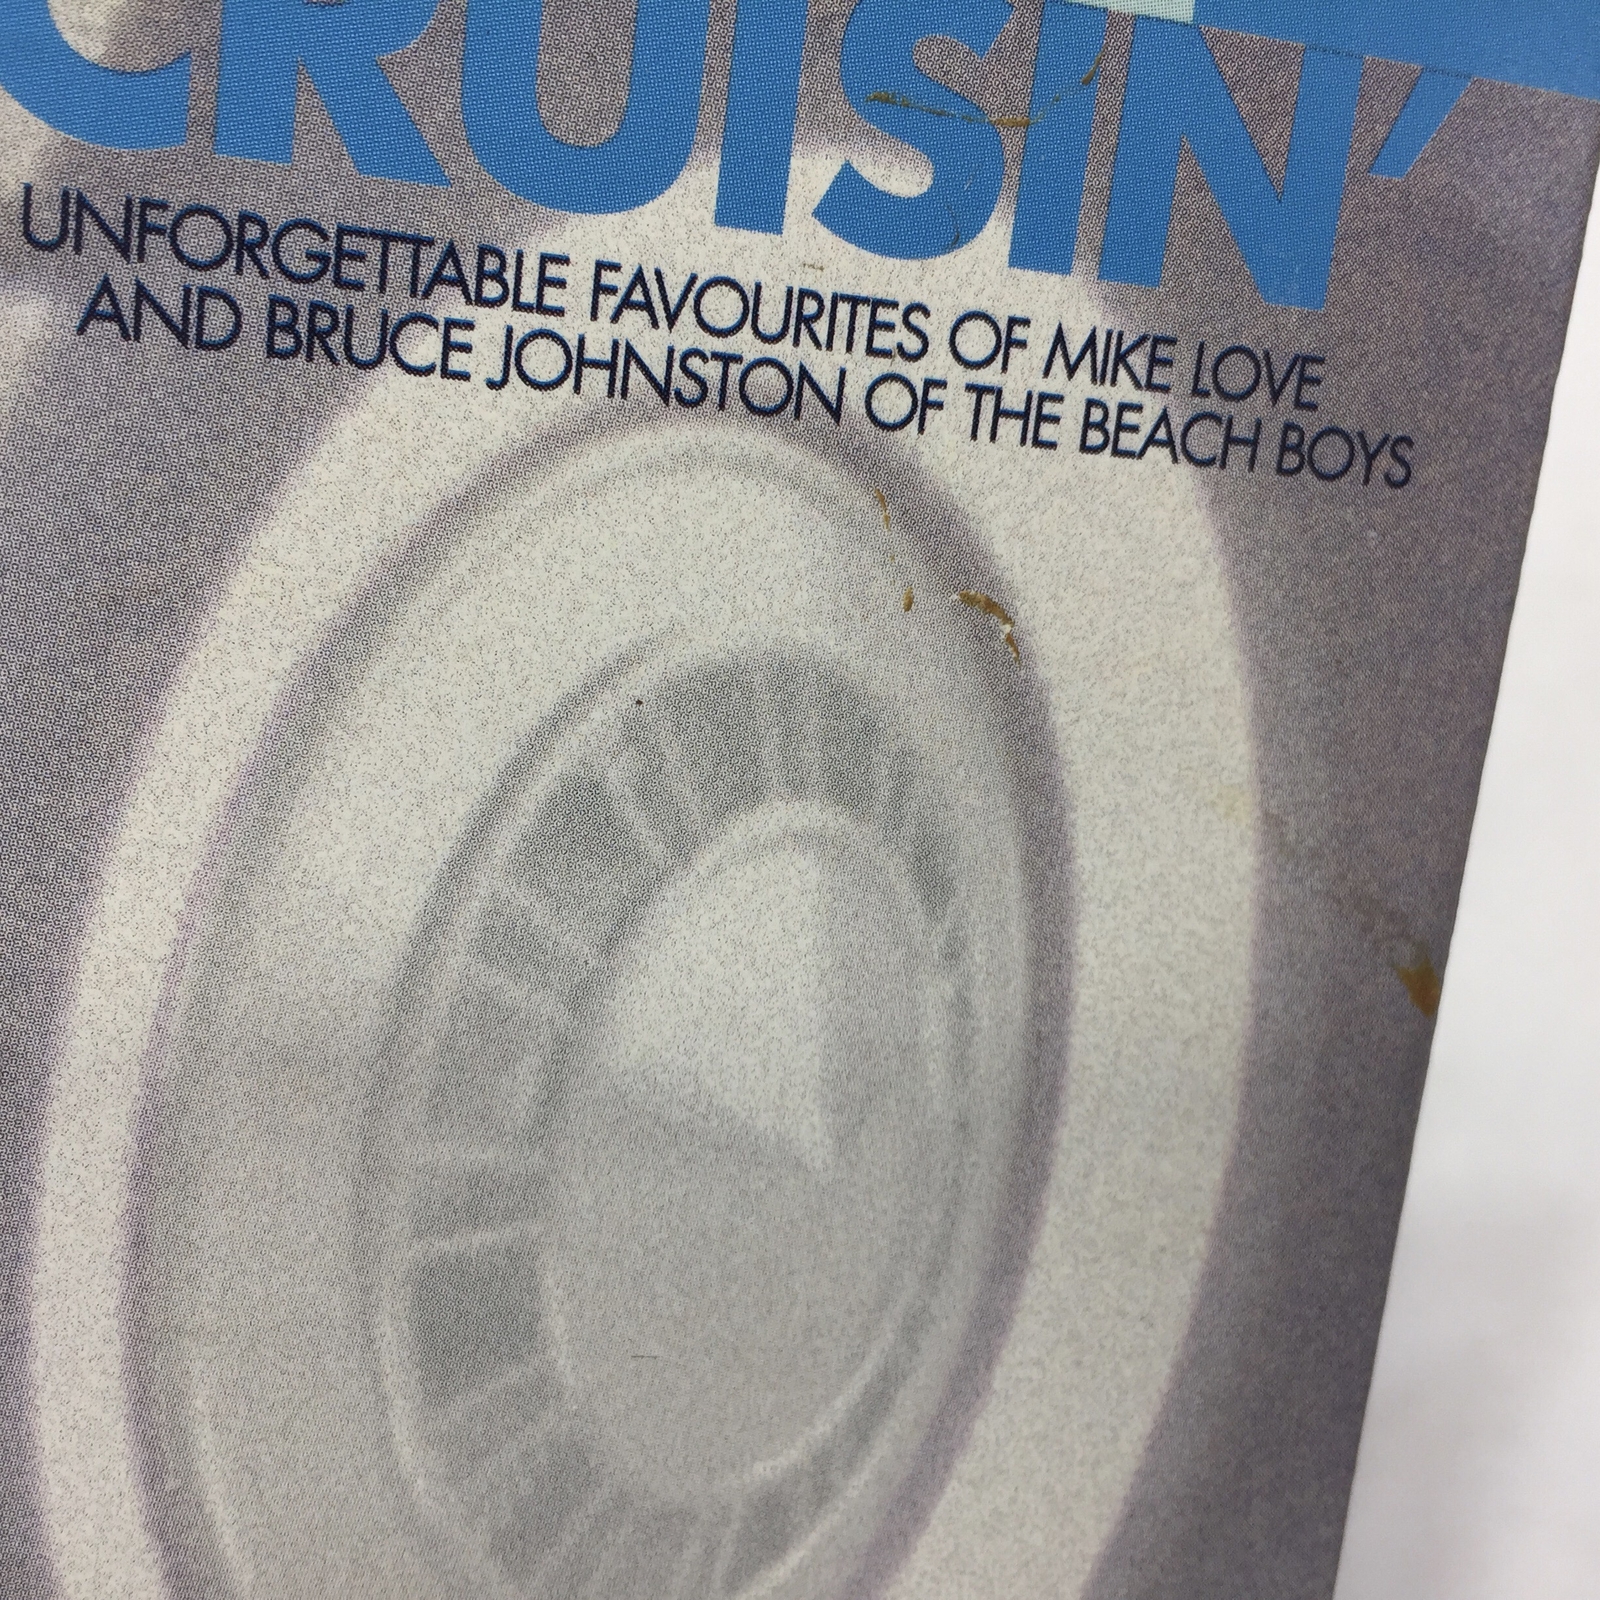 CRUISIN'
UNFORGETTABLE FAVOURITES OF MIKE LOVE
AND BRUCE JOHNSTON OF THE BEACH BOYS